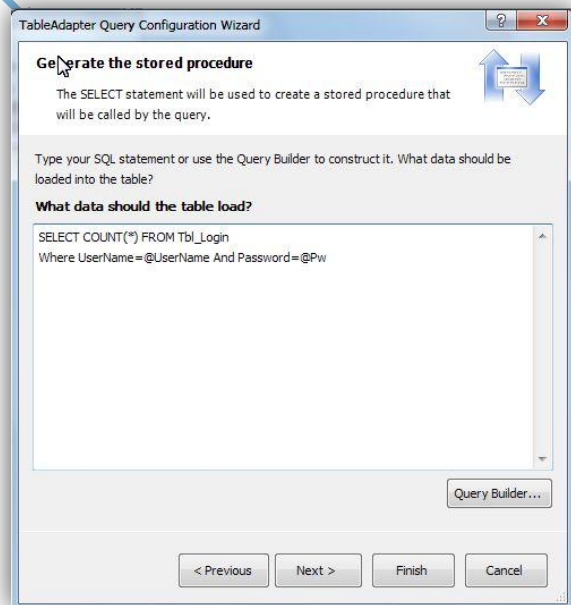 TableAdapter Query Configuration Wizard
? X
Generate the stored procedure
The SELECT statement will be used to create a stored procedure that
will be called by the query.
Type your SQL statement or use the Query Builder to construct it. What data should be
loaded into the table?
What data should the table load?
SELECT COUNT(*) FROM Tbl_Login
Where UserName=@UserName And Password=@Pw
Query Builder...
< Previous Next > Finish Cancel